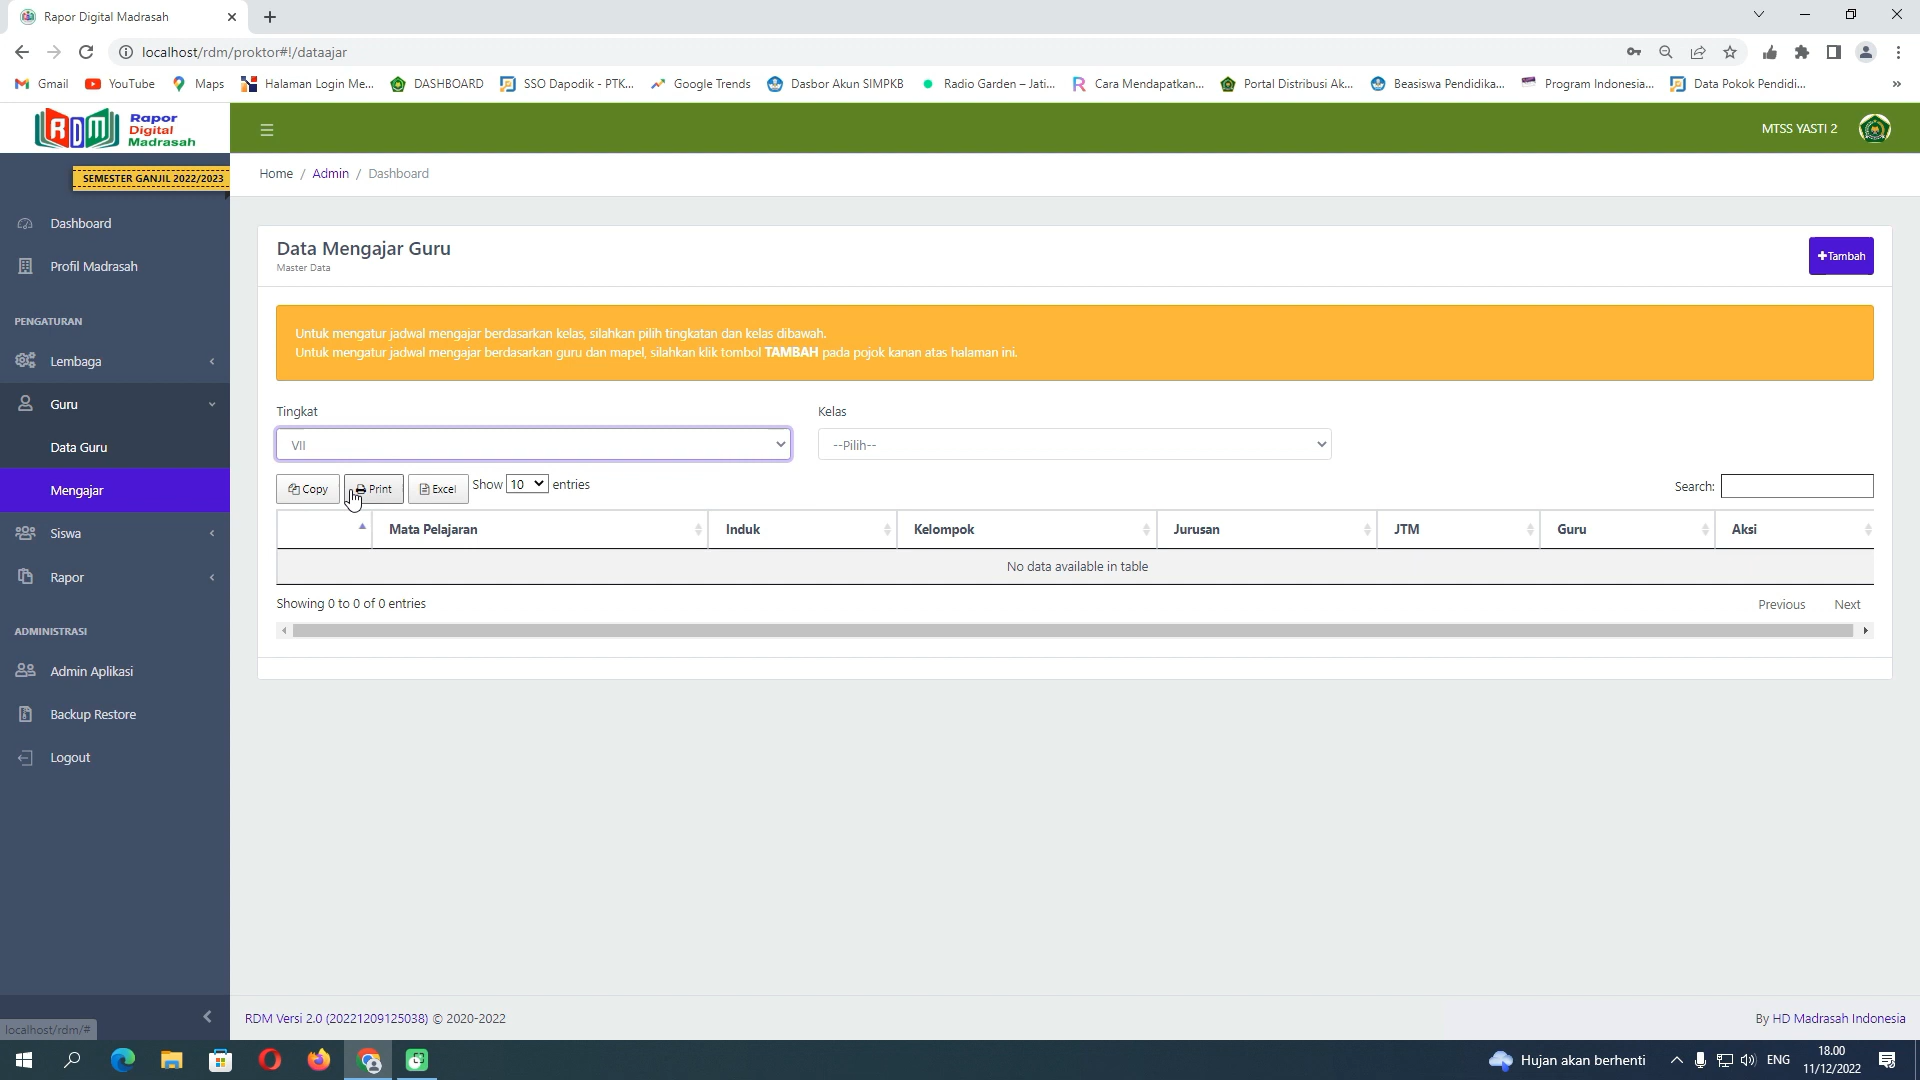 Rapor Digital Madrasah
localhost/rdm/proktor#!/dataajar
Gmail YouTube Maps Halaman Login Me... DASHBOARD SSO Dapodik - PTK... Google Trends Dasbor Akun SIMPKB Radio Garden – Jati... Cara Mendapatkan... Portal Distribusi Ak... Beasiswa Pendidika... Program Indonesia... Data Pokok Pendidi... »
RDM Rapor
Digital
Madrasah
MTSS YASTI 2
SEMESTER GANJIL 2022/2023
Home / Admin / Dashboard
Dashboard
Profil Madrasah
PENGATURAN
Lembaga
Guru
Data Guru
Mengajar
Siswa
Rapor
ADMINISTRASI
Admin Aplikasi
Backup Restore
Logout
Data Mengajar Guru
Master Data
+Tambah
Untuk mengatur jadwal mengajar berdasarkan kelas, silahkan pilih tingkatan dan kelas dibawah.
Untuk mengatur jadwal mengajar berdasarkan guru dan mapel, silahkan klik tombol TAMBAH pada pojok kanan atas halaman ini.
Tingkat Kelas
VII --Pilih--
Copy Print Excel Show 10 entries Search:
Mata Pelajaran Induk Kelompok Jurusan JTM Guru Aksi
No data available in table
Showing 0 to 0 of 0 entries Previous Next
RDM Versi 2.0 (20221209125038) © 2020-2022 By HD Madrasah Indonesia
localhost/rdm/#
Hujan akan berhenti ENG 18.00
11/12/2022